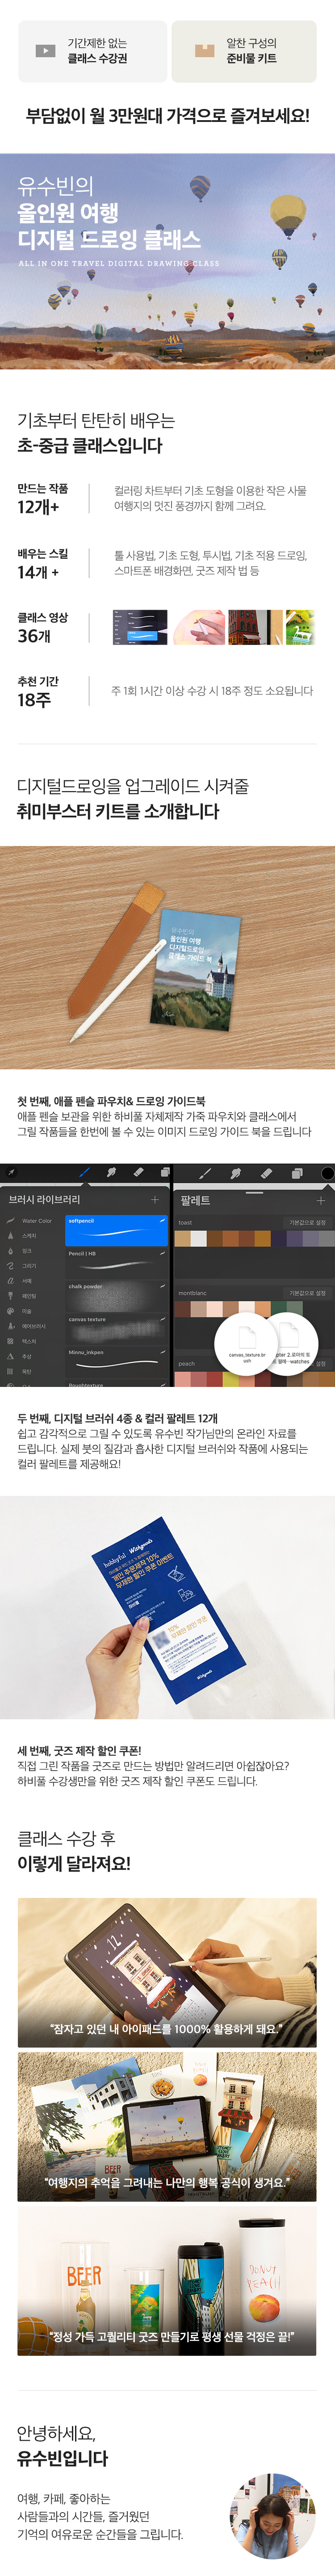 기간제한 없는
클래스 수강권
알찬 구성의
준비물 키트
부담없이 월 3만원대 가격으로 즐겨보세요!
유수빈의
올인원 여행
디지털 드로잉 클래스
ALL IN ONE TRAVEL DIGITAL DRAWING CLASS
기초부터 탄탄히 배우는
초-중급 클래스입니다
만드는 작품
12개+
컬러링 차트부터 기초 도형을 이용한 작은 사물
여행지의 멋진 풍경까지 함께 그려요.
배우는 스킬
14개 +
툴 사용법, 기초 도형, 투시법, 기초 적용 드로잉,
스마트폰 배경화면, 굿즈 제작 법 등
클래스 영상
36개
추천 기간
18주
주 1회 1시간 이상 수강 시 18주 정도 소요됩니다
디지털드로잉을 업그레이드 시켜줄
취미부스터 키트를 소개합니다
유수빈의
올인원 여행
디지털드로잉
클래스 가이드 북
첫 번째, 애플 펜슬 파우치& 드로잉 가이드북
애플 펜슬 보관을 위한 하비풀 자체제작 가죽 파우치와 클래스에서
그릴 작품들을 한번에 볼 수 있는 이미지 드로잉 가이드 북을 드립니다
브러시 라이브러리
Water Color
스케치
잉크
그리기
서예
페인팅
미술
에어브러시
텍스처
추상
목탄
softpencil
Pencil | HB
chalk powder
canvas texture
Minnu_inkpen
Boughtextura
팔레트
toast
기본값으로 설정
montblanc
기본값으로 설정
canvas_texture.br
ush
peach
두 번째, 디지털 브러쉬 4종 & 컬러 팔레트 12개
쉽고 감각적으로 그릴 수 있도록 유수빈 작가님만의 온라인 자료를
드립니다. 실제 붓의 질감과 흡사한 디지털 브러쉬와 작품에 사용되는
컬러 팔레트를 제공해요!
hobbyful
개인 주문제작 10%
무제한 할인 쿠폰 이벤트
10%
무제한 할인 쿠폰
세 번째, 굿즈 제작 할인 쿠폰!
직접 그린 작품을 굿즈로 만드는 방법만 알려드리면 아쉽잖아요?
하비풀 수강생만을 위한 굿즈 제작 할인 쿠폰도 드립니다.
클래스 수강 후
이렇게 달라져요!
12
“잠자고 있던 내 아이패드를 1000% 활용하게 돼요.”
BEER
“여행지의 추억을 그려내는 나만의 행복 공식이 생겨요.”
BEER
DONUT
PEACH
“정성 가득 고퀄리티 굿즈 만들기로 평생 선물 걱정은 끝!”
안녕하세요,
유수빈입니다
여행, 카페, 좋아하는
사람들과의 시간들, 즐거웠던
기억의 여유로운 순간들을 그립니다.